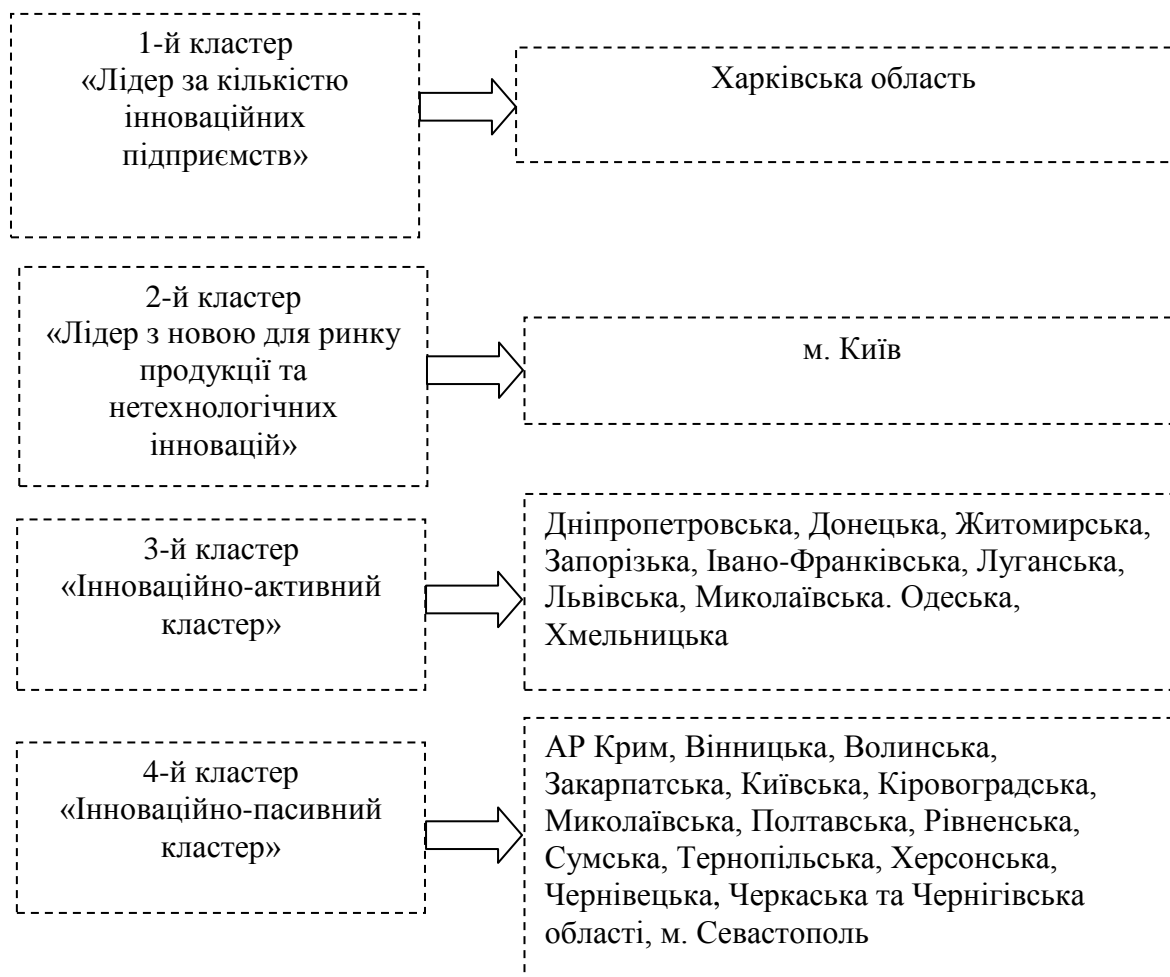 1-й кластер
«Лідер за кількістю
інноваційних
підприємств»
Харківська область
2-й кластер
«Лідер з новою для ринку
продукції та
нетехнологічних
інновацій»
м. Київ
3-й кластер
«Інноваційно-активний
кластер»
Дніпропетровська, Донецька, Житомирська,
Запорізька, Івано-Франківська, Луганська,
Львівська, Миколаївська. Одеська,
Хмельницька
4-й кластер
«Інноваційно-пасивний
кластер»
АР Крим, Вінницька, Волинська,
Закарпатська, Київська, Кіровоградська,
Миколаївська, Полтавська, Рівненська,
Сумська, Тернопільська, Херсонська,
Чернівецька, Черкаська та Чернігівська
області, м. Севастополь